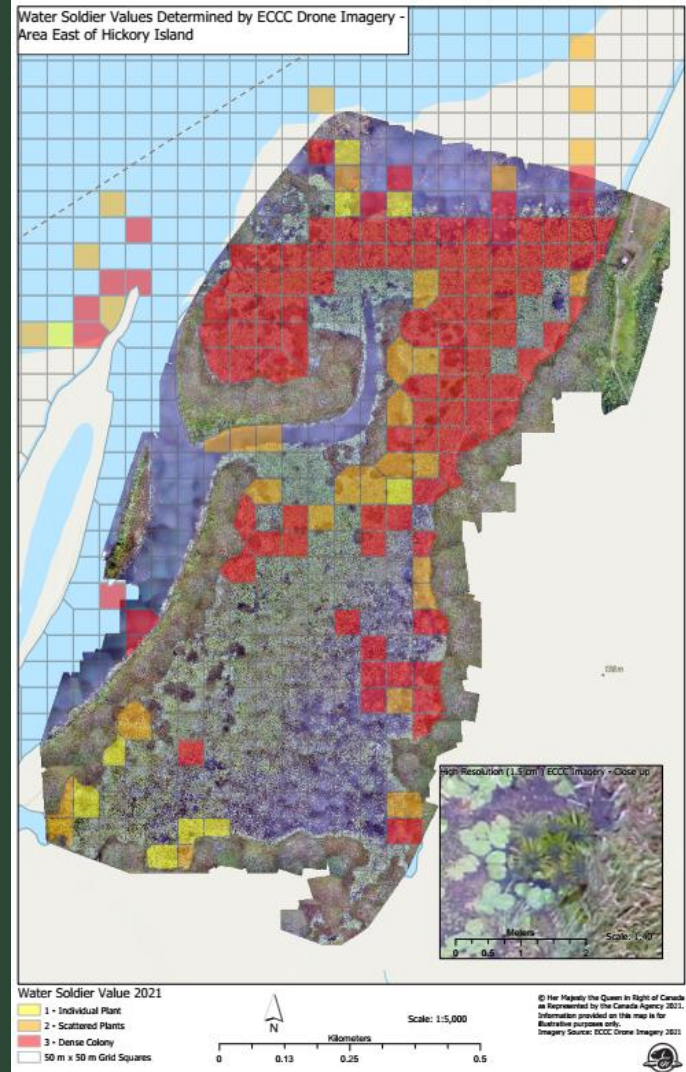 Water Soldier Values Determined by ECCC Drone Imagery -
Area East of Hickory Island
High Resolution (1.5 cm ) ECCC Imagery - Close up
Meters
0 0.5 1 2
Scale: 1:40
Water Soldier Value 2021
1 - Individual Plant
2 - Scattered Plants
3 - Dense Colony
50 m x 50 m Grid Squares
N
Scale: 1:5,000
Kilometers
0 0.13 0.25 0.5
© Her Majesty the Queen in Right of Canada
as Represented by the Canada Agency 2021.
Information provided on this map is for
illustrative purposes only.
Imagery Source: ECCC Drone Imagery 2021